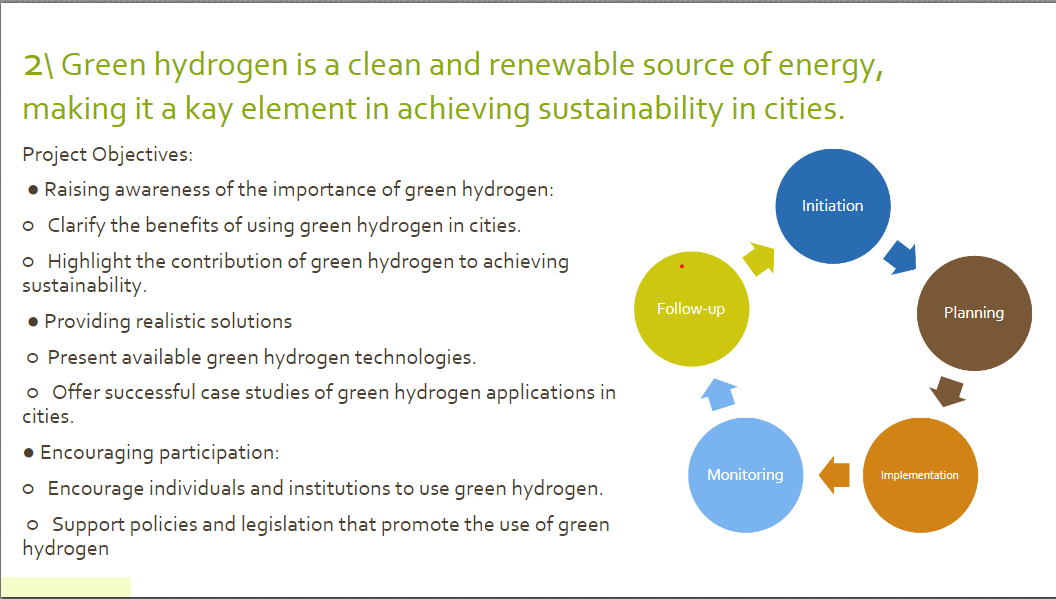 2\ Green hydrogen is a clean and renewable source of energy,
making it a kay element in achieving sustainability in cities.
Project Objectives:
● Raising awareness of the importance of green hydrogen:
o Clarify the benefits of using green hydrogen in cities.
o Highlight the contribution of green hydrogen to achieving
sustainability.
● Providing realistic solutions
o Present available green hydrogen technologies.
o Offer successful case studies of green hydrogen applications in
cities.
● Encouraging participation:
o Encourage individuals and institutions to use green hydrogen.
o Support policies and legislation that promote the use of green
hydrogen
Initiation
Planning
Implementation
Monitoring
Follow-up